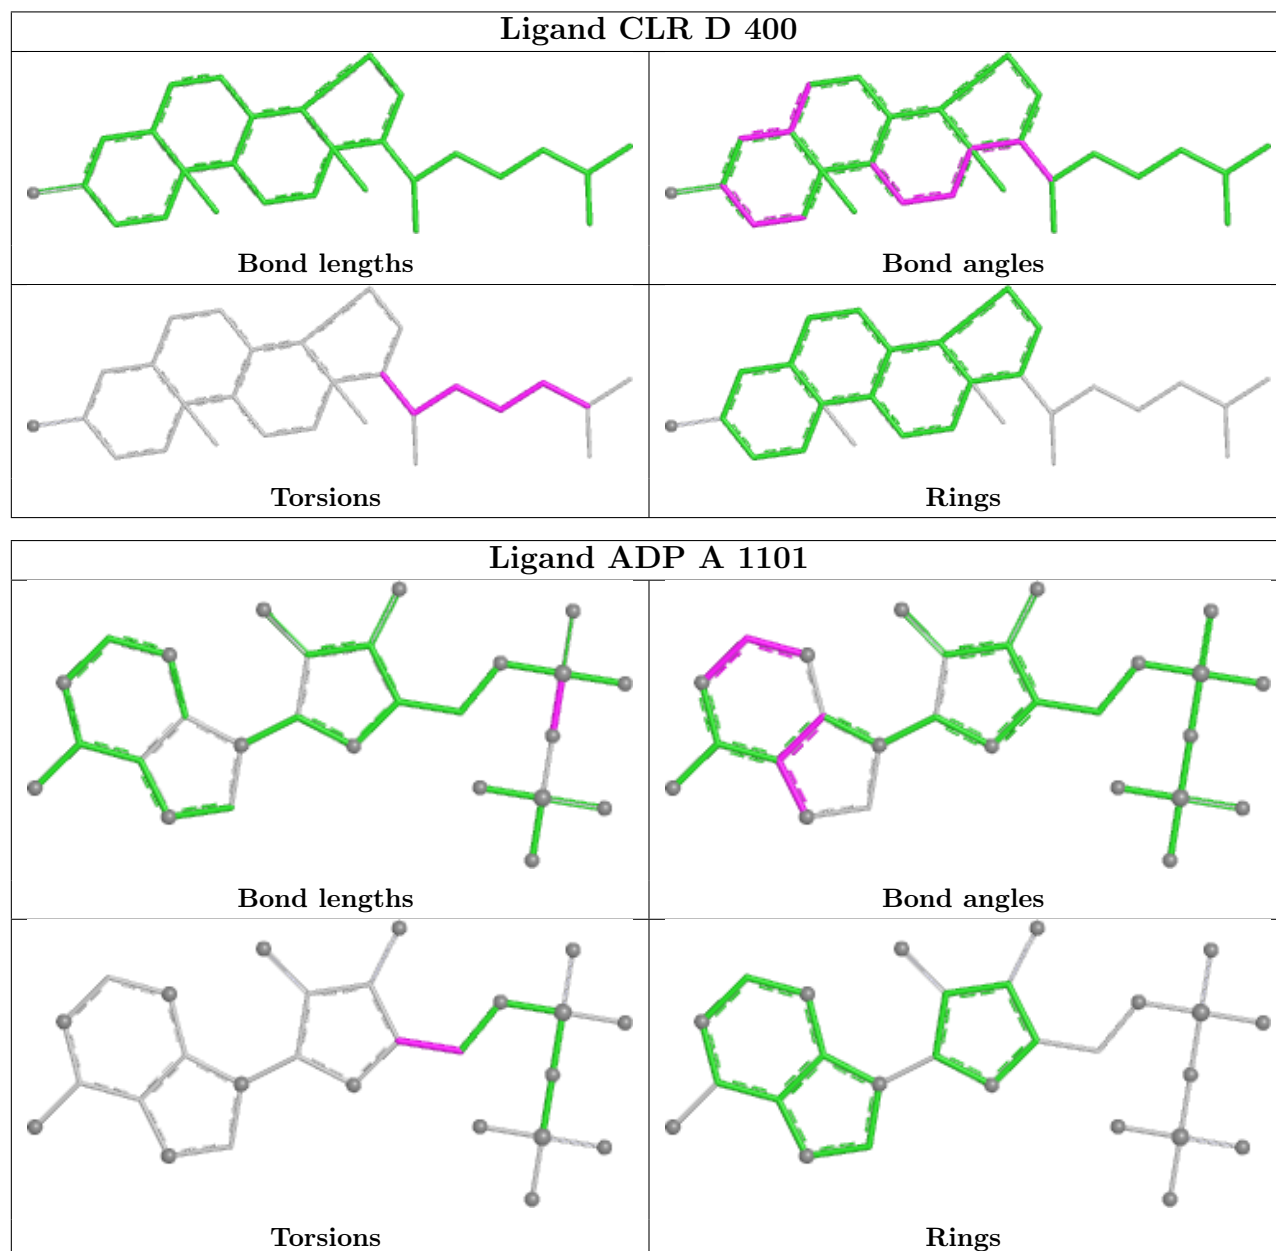 Ligand CLR D 400
Bond lengths
Bond angles
Torsions
Rings
Ligand ADP A 1101
Bond lengths
Bond angles
Torsions
Rings